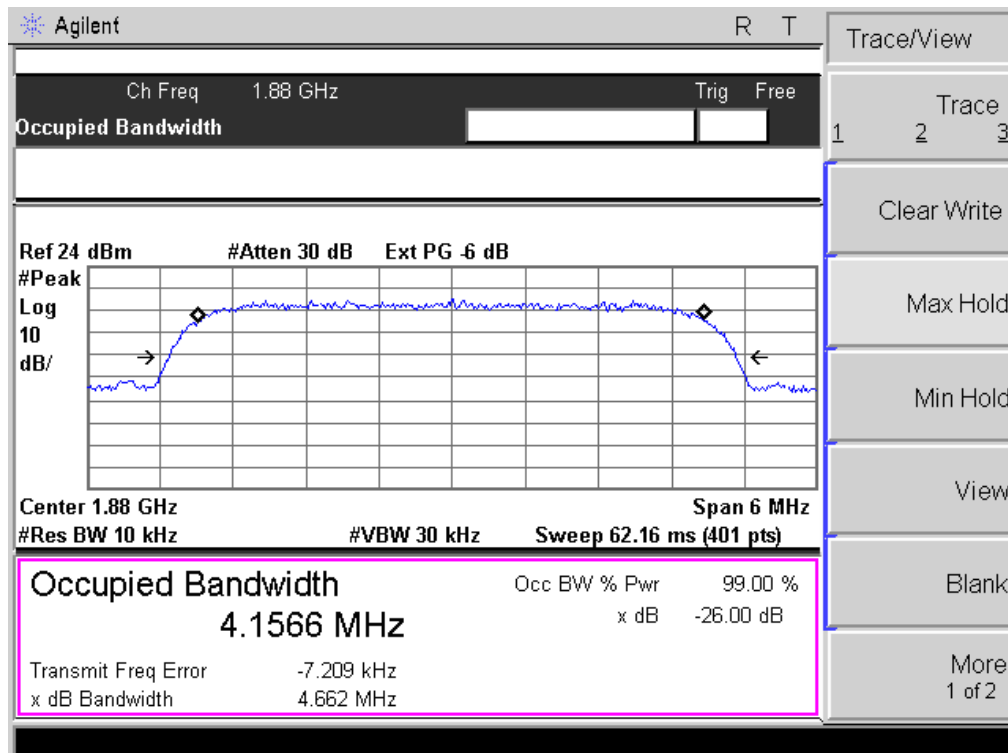 Agilent R T
Trace/View
Ch Freq 1.88 GHz Trig Free
Occupied Bandwidth
Trace
1 2 3
Clear Write
Max Hold
Min Hold
View
Blank
More
1 of 2
Ref 24 dBm #Atten 30 dB Ext PG -6 dB
#Peak
Log
10
dB/
Center 1.88 GHz Span 6 MHz
#Res BW 10 kHz #VBW 30 kHz Sweep 62.16 ms (401 pts)
Occupied Bandwidth
4.1566 MHz
Occ BW % Pwr 99.00 %
x dB -26.00 dB
Transmit Freq Error -7.209 kHz
x dB Bandwidth 4.662 MHz